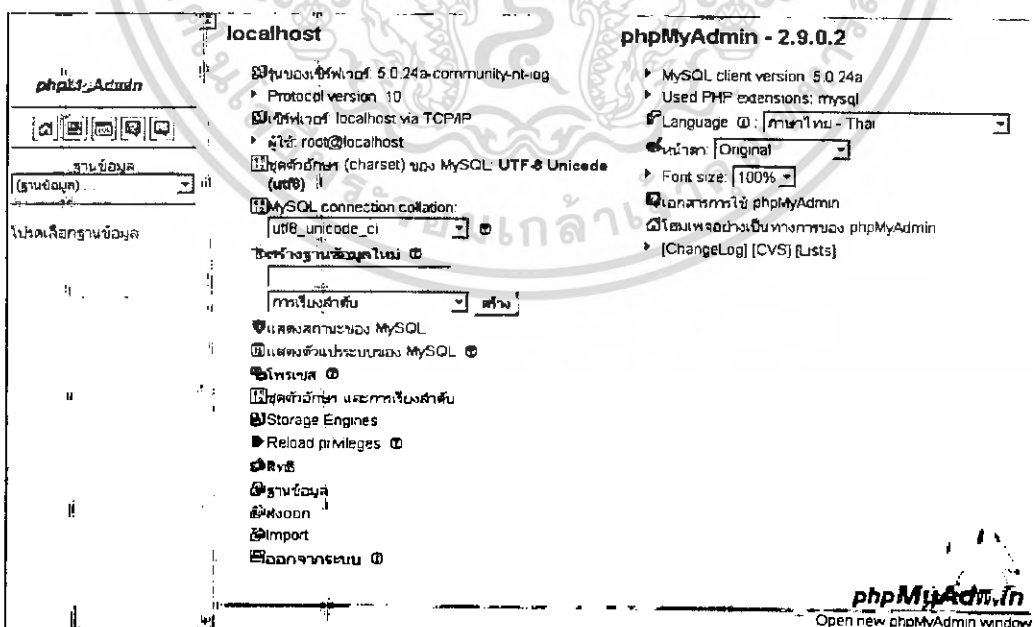 phpMyAdmin
ฐานข้อมูล
(ฐานข้อมูล) ...
โปรดเลือกฐานข้อมูล
localhost
รุ่นของเซิร์ฟเวอร์: 5.0.24a-community-nt-log
Protocol version: 10
เซิร์ฟเวอร์: localhost via TCP/IP
ผู้ใช้: root@localhost
ชุดตัวอักษร (charset) ของ MySQL: UTF-8 Unicode
(utf8)
MySQL connection collation:
utf8_unicode_ci
สร้างฐานข้อมูลใหม่
การเรียงลำดับ
สร้าง
แสดงสถานะของ MySQL
แสดงตัวแปรระบบของ MySQL
โพรเซส
ชุดตัวอักษร และการเรียงลำดับ
Storage Engines
Reload privileges
สิทธิ
ฐานข้อมูล
ส่งออก
Import
ออกจากระบบ
phpMyAdmin - 2.9.0.2
MySQL client version: 5.0.24a
Used PHP extensions: mysql
Language: ภาษาไทย - Thai
หน้าตา: Original
Font size: 100%
เอกสารการใช้ phpMyAdmin
โฮมเพจอย่างเป็นทางการของ phpMyAdmin
[ChangeLog] [CVS] [Lists]
phpMyAdmin
Open new phpMyAdmin window